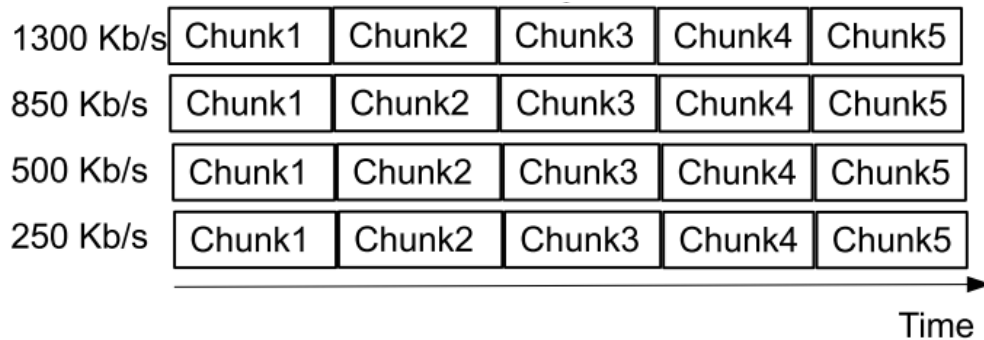 1300 Kb/s Chunk1 Chunk2 Chunk3 Chunk4 Chunk5
850 Kb/s Chunk1 Chunk2 Chunk3 Chunk4 Chunk5
500 Kb/s Chunk1 Chunk2 Chunk3 Chunk4 Chunk5
250 Kb/s Chunk1 Chunk2 Chunk3 Chunk4 Chunk5
Time